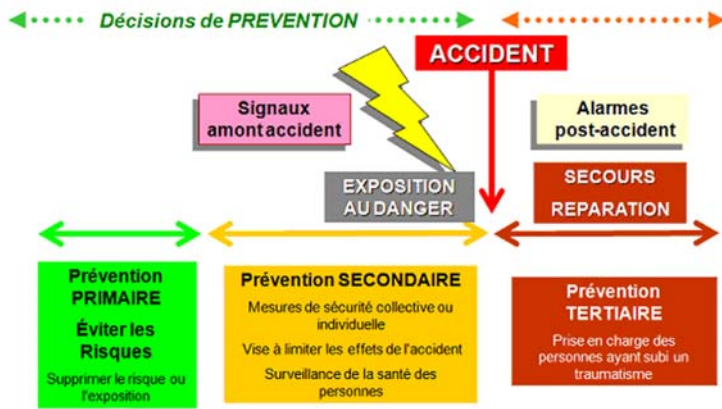 Décisions de PREVENTION
ACCIDENT
Signaux
amont accident
Alarmes
post-accident
EXPOSITION
AU DANGER
SECOURS
REPARATION
Prévention
PRIMAIRE
Éviter les
Risques
Supprimer le risque ou
l'exposition
Prévention SECONDAIRE
Mesures de sécurité collective ou
individuelle
Vise à limiter les effets de l'accident
Surveillance de la santé des
personnes
Prévention
TERTIAIRE
Prise en charge des
personnes ayant subi un
traumatisme